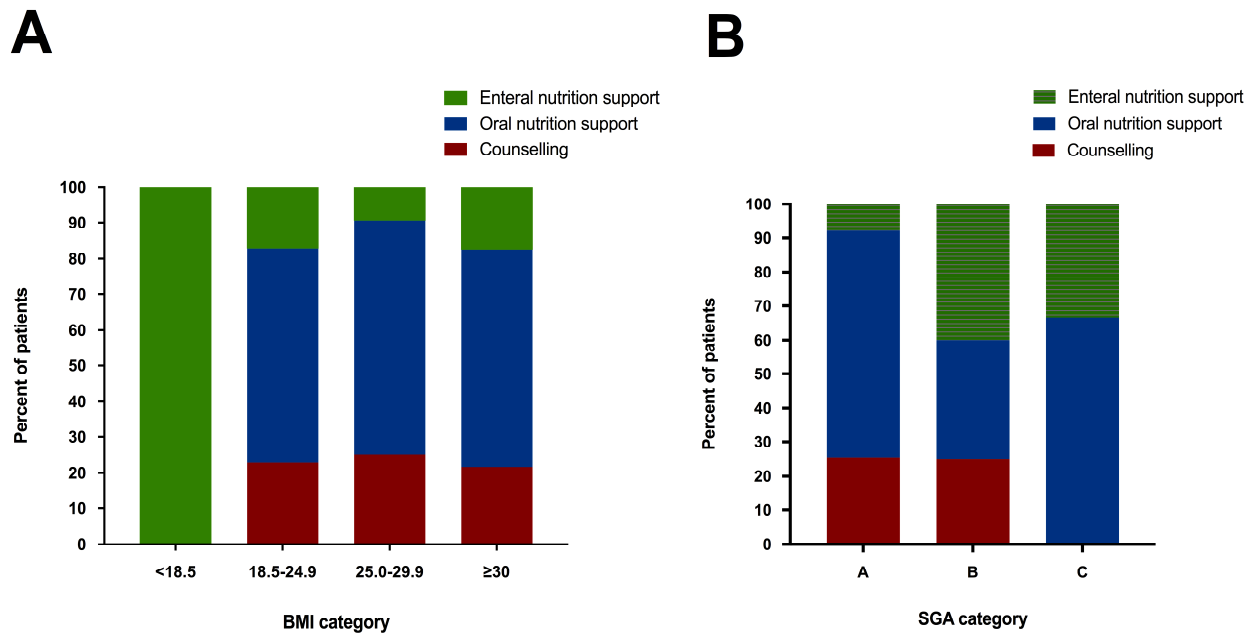 A
Enteral nutrition support
Oral nutrition support
Counselling
100
90
80
70
60
50
40
30
20
10
0
Percent of patients
<18.5
18.5-24.9
25.0-29.9
≥30
BMI category
B
Enteral nutrition support
Oral nutrition support
Counselling
100
90
80
70
60
50
40
30
20
10
0
Percent of patients
A
B
C
SGA category